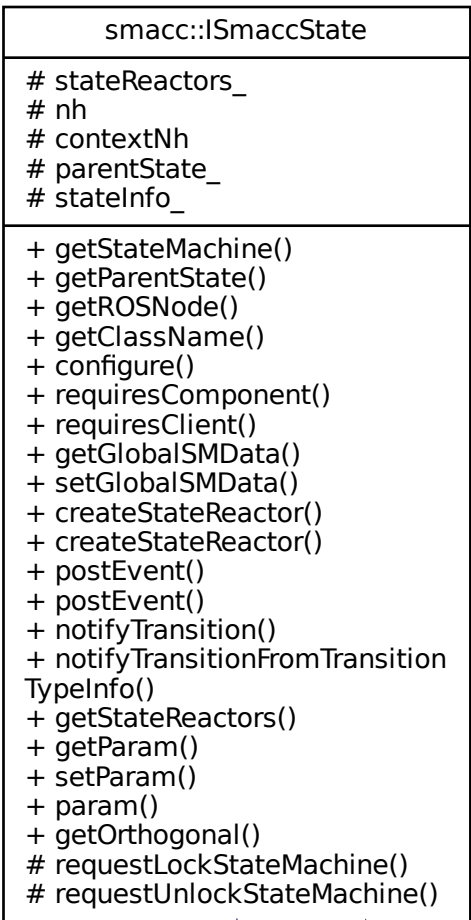 smacc::ISmaccState
# stateReactors_
# nh
# contextNh
# parentState_
# stateInfo_
+ getStateMachine()
+ getParentState()
+ getROSNode()
+ getClassName()
+ configure()
+ requiresComponent()
+ requiresClient()
+ getGlobalSMData()
+ setGlobalSMData()
+ createStateReactor()
+ createStateReactor()
+ postEvent()
+ postEvent()
+ notifyTransition()
+ notifyTransitionFromTransition
TypeInfo()
+ getStateReactors()
+ getParam()
+ setParam()
+ param()
+ getOrthogonal()
# requestLockStateMachine()
# requestUnlockStateMachine()